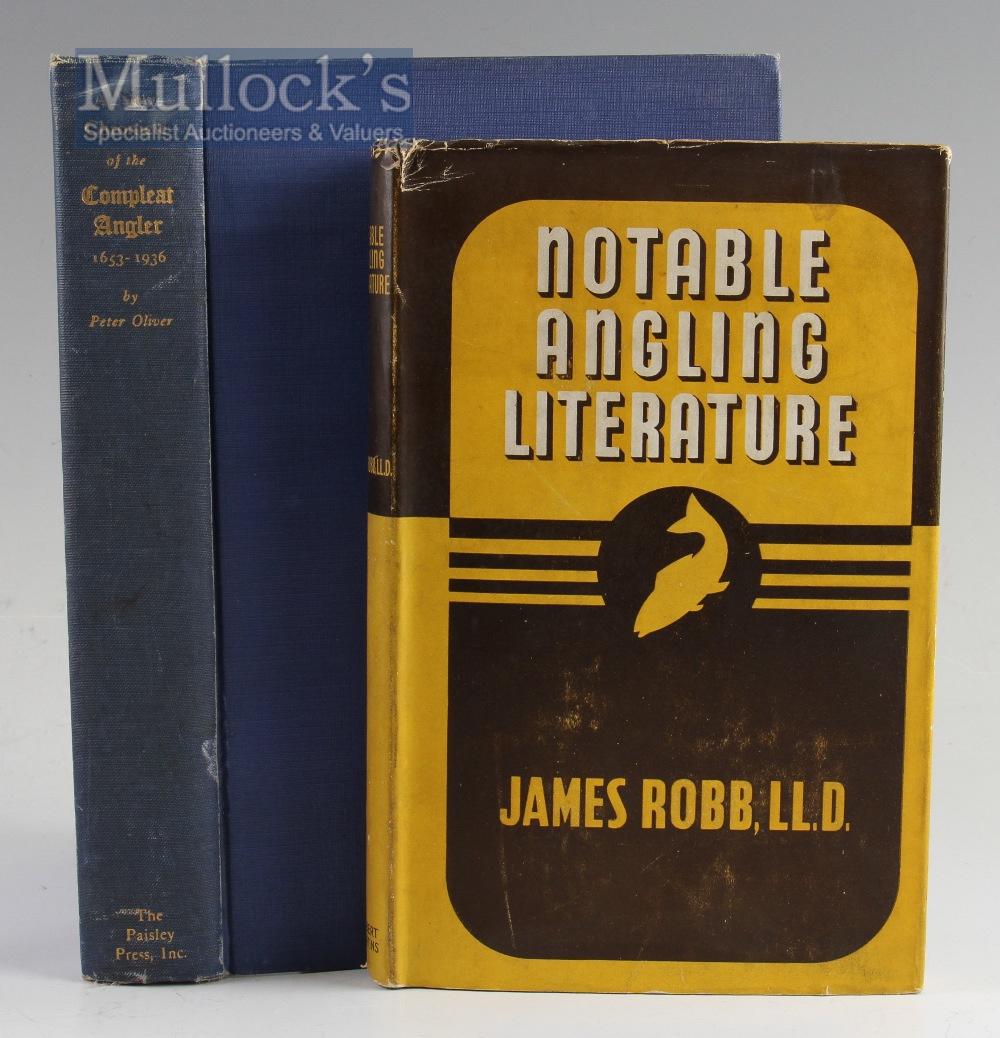 Mullock's
Specialist Auctioneers & Valuers
Chronicle
of the
Compleat
Angler
1653-1936
by
Peter Oliver
The
Paisley
Press, Inc.
NOTABLE
ANGLING
LITERATURE
JAMES ROBB, LL.D.